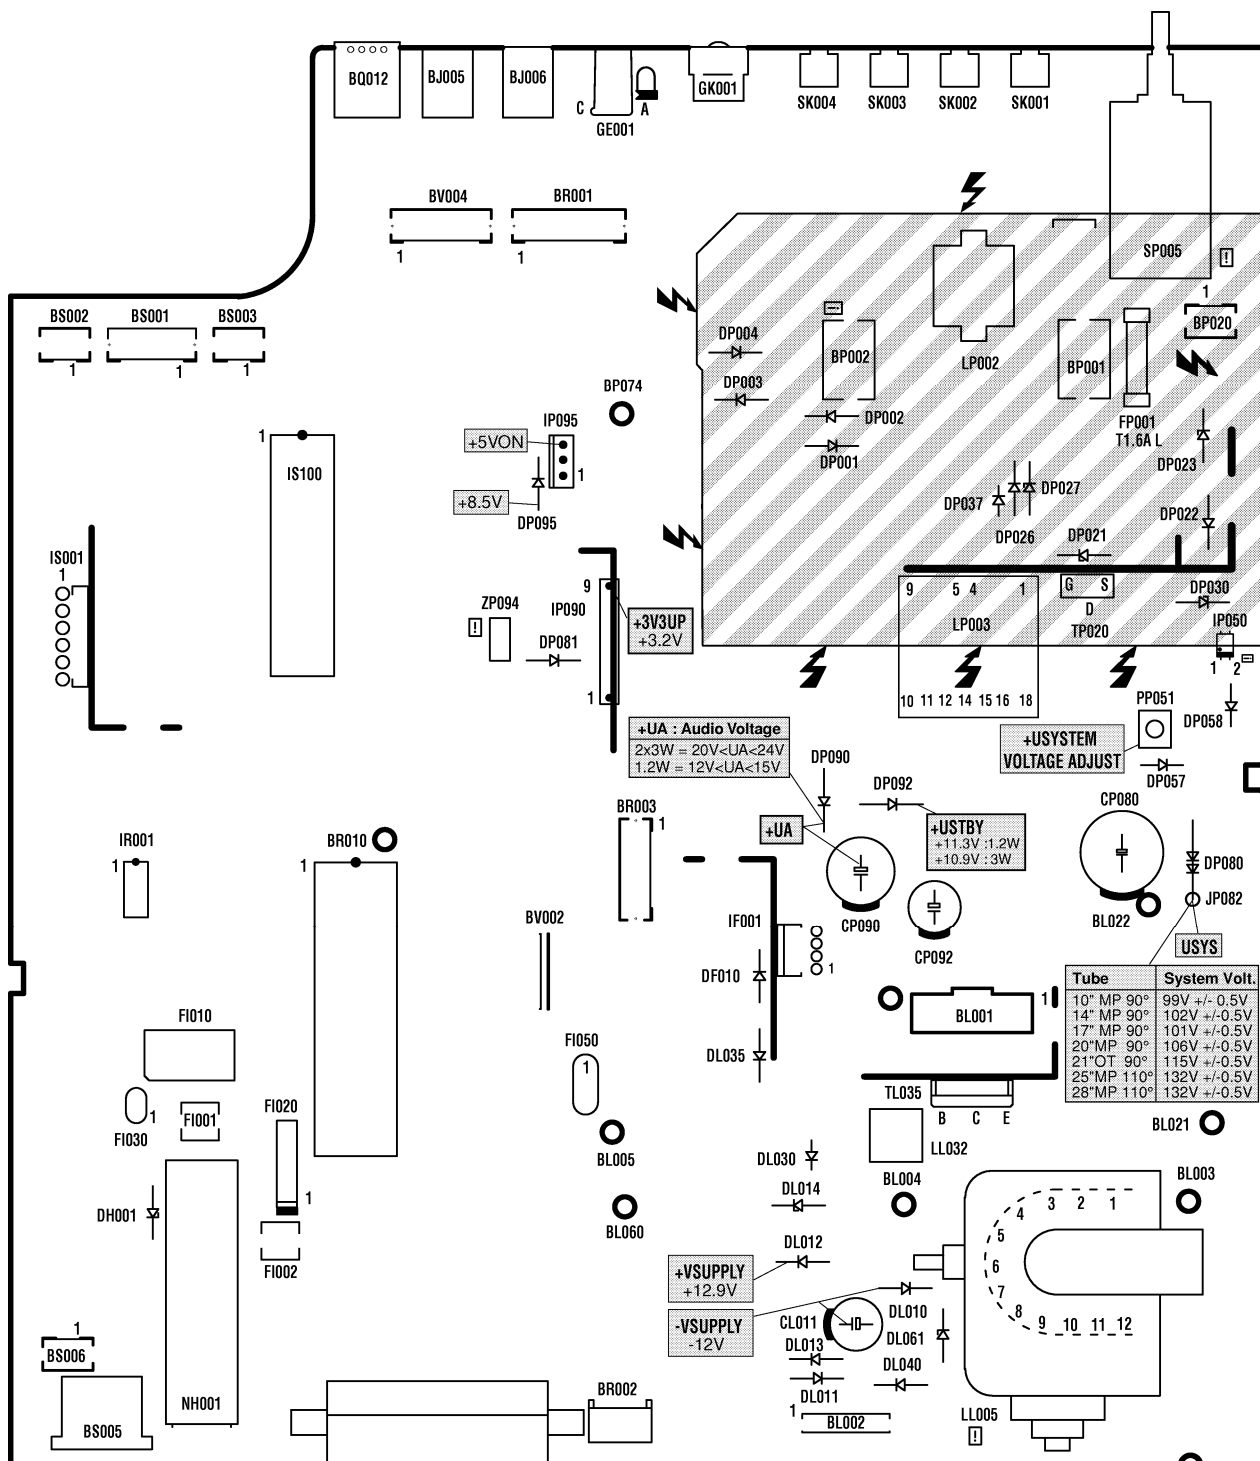 BQ012
BJ005
BJ006
C
A
GE001
GK001
SK004
SK003
SK002
SK001
BV004
BR001
1
1
SP005
!
BS002
BS001
BS003
1
1
1
DP004
DP003
BP002
LP002
BP001
1
BP020
BP074
IP095
+5VON
1
+8.5V
DP095
DP002
DP001
FP001
T1.6A L
DP023
1
IS100
DP037
DP027
DP026
DP022
DP021
IS001
1
9
IP090
ZP094
!
DP081
1
+3V3UP
+3.2V
9
5
4
1
LP003
G
S
D
TP020
DP030
IP050
1
2
10
11
12
14
15
16
18
PP051
DP058
+UA : Audio Voltage
2x3W = 20V<UA<24V
1.2W = 12V<UA<15V
+USYSTEM
VOLTAGE ADJUST
DP057
DP090
DP092
CP080
BR003
1
+UA
+USTBY
+11.3V :1.2W
+10.9V : 3W
IR001
1
BR010
1
DP080
JP082
BV002
IF001
1
CP090
CP092
BL022
USYS
DF010
Tube System Volt.
10" MP 90° 99V +/- 0.5V
14" MP 90° 102V +/-0.5V
17" MP 90° 101V +/-0.5V
20"MP 90° 106V +/-0.5V
21"OT 90° 115V +/-0.5V
25"MP 110° 132V +/-0.5V
28"MP 110° 132V +/-0.5V
BL001
1
FI010
FI050
1
DL035
TL035
B
C
E
FI030
1
FI001
FI020
1
BL005
LL032
BL021
DL030
BL004
BL003
DH001
BL060
DL014
FI002
DL012
+VSUPPLY
+12.9V
-VSUPPLY
-12V
DL010
CL011
DL061
DL013
DL040
DL011
1
2
3
4
5
6
7
8
9
10
11
12
1
BS006
BS005
NH001
BR002
1
BL002
LL005
!